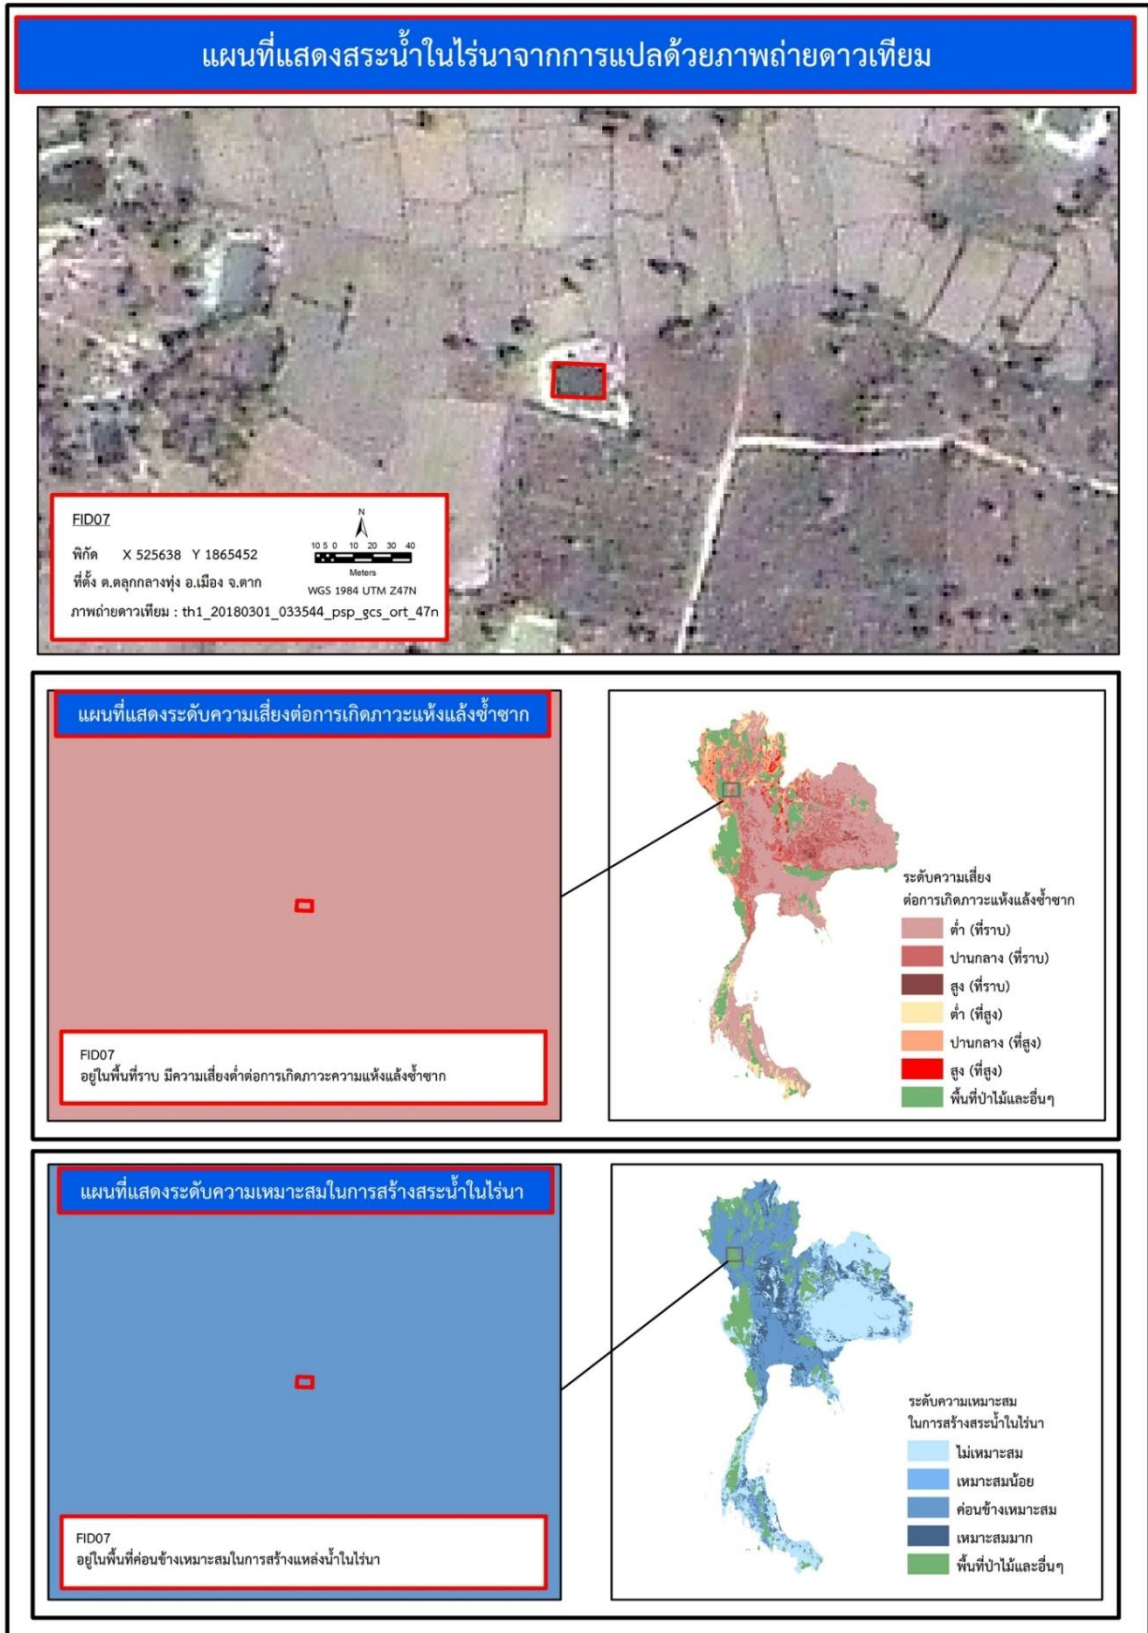 แผนที่แสดงสระน้ำในไร่นาจากการแปลด้วยภาพถ่ายดาวเทียม
FID07
พิกัด X 525638 Y 1865452
ที่ตั้ง ต.ตลุกกลางทุ่ง อ.เมือง จ.ตาก
ภาพถ่ายดาวเทียม : th1_20180301_033544_psp_gcs_ort_47n
N
10 5 0 10 20 30 40
Meters
WGS 1984 UTM Z47N
แผนที่แสดงระดับความเสี่ยงต่อการเกิดภาวะแห้งแล้งซ้ำซาก
FID07
อยู่ในพื้นที่ราบ มีความเสี่ยงต่ำต่อการเกิดภาวะความแห้งแล้งซ้ำซาก
ระดับความเสี่ยง
ต่อการเกิดภาวะแห้งแล้งซ้ำซาก
ต่ำ (ที่ราบ)
ปานกลาง (ที่ราบ)
สูง (ที่ราบ)
ต่ำ (ที่สูง)
ปานกลาง (ที่สูง)
สูง (ที่สูง)
พื้นที่ป่าไม้และอื่นๆ
แผนที่แสดงระดับความเหมาะสมในการสร้างสระน้ำในไร่นา
FID07
อยู่ในพื้นที่ค่อนข้างเหมาะสมในการสร้างแหล่งน้ำในไร่นา
ระดับความเหมาะสม
ในการสร้างสระน้ำในไร่นา
ไม่เหมาะสม
เหมาะสมน้อย
ค่อนข้างเหมาะสม
เหมาะสมมาก
พื้นที่ป่าไม้และอื่นๆ